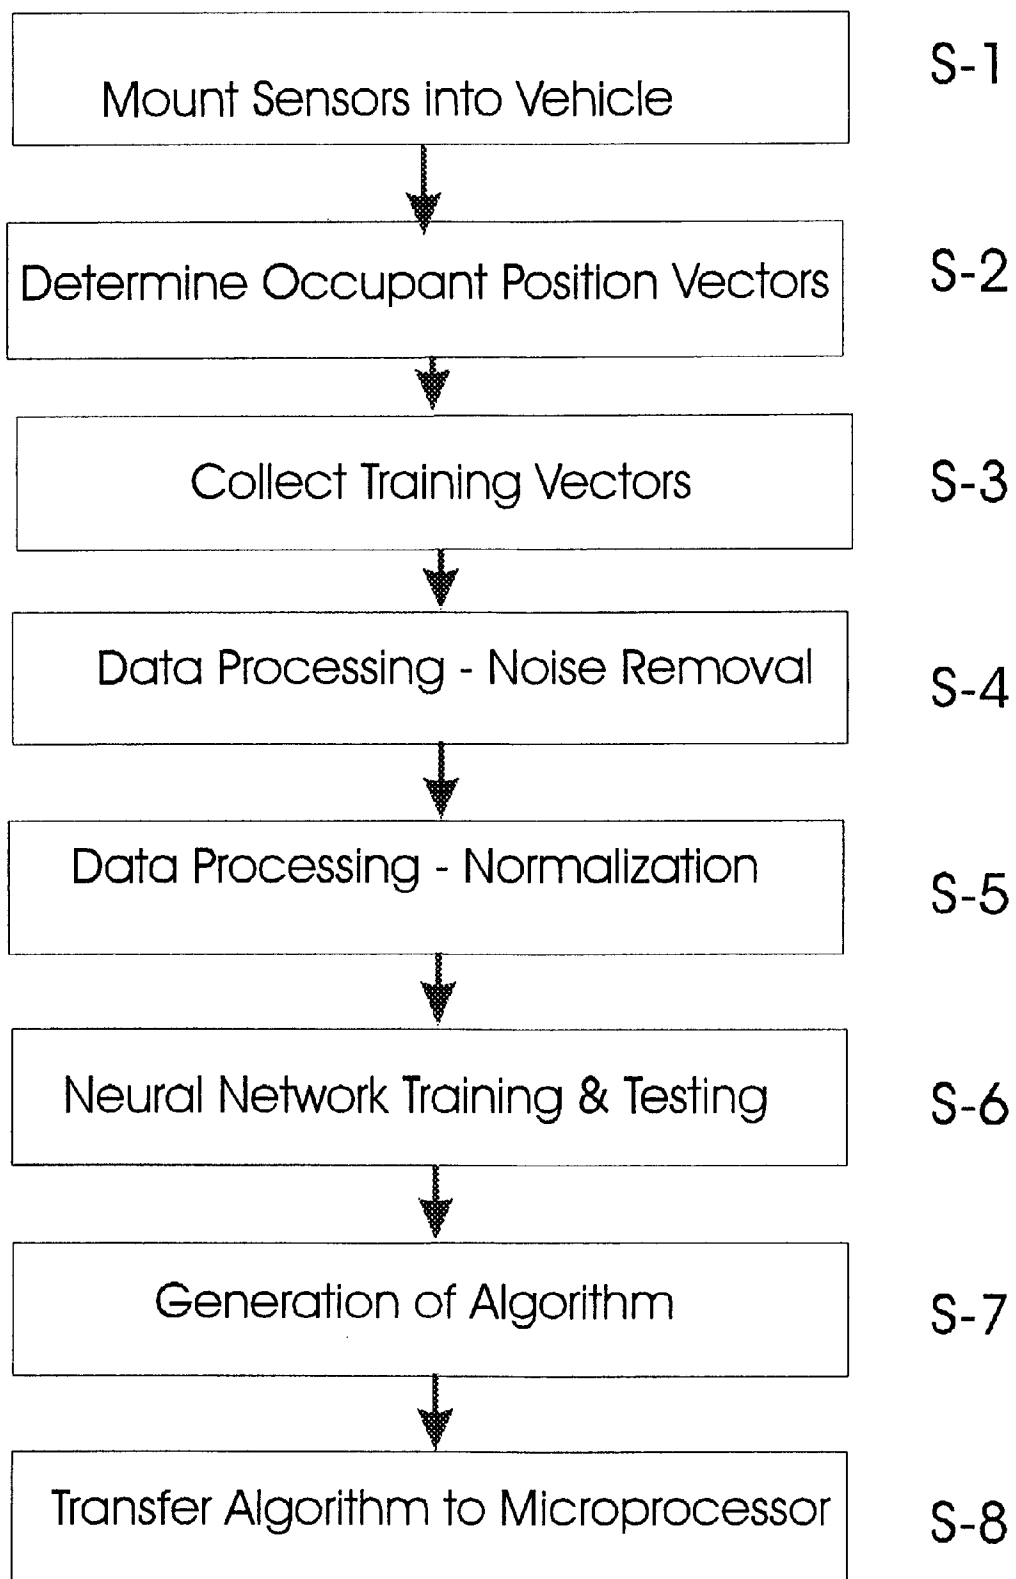 S-1
Mount Sensors into Vehicle
S-2
Determine Occupant Position Vectors
S-3
Collect Training Vectors
S-4
Data Processing - Noise Removal
S-5
Data Processing - Normalization
S-6
Neural Network Training & Testing
S-7
Generation of Algorithm
S-8
Transfer Algorithm to Microprocessor